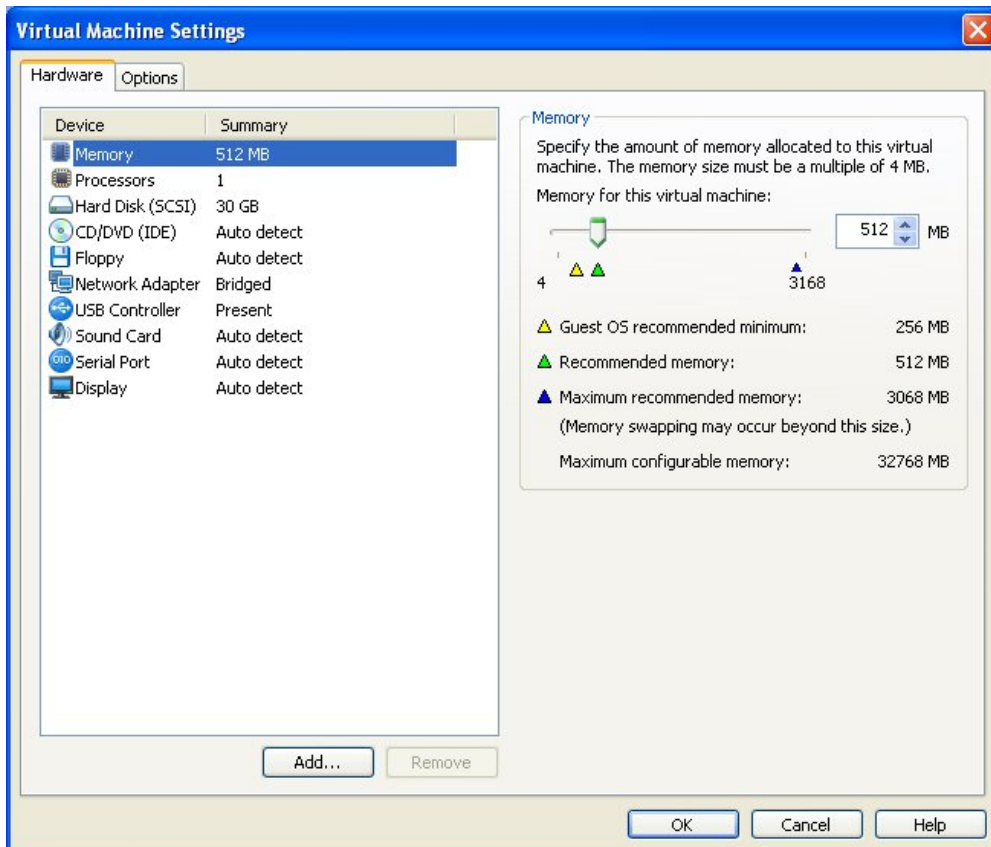 Virtual Machine Settings
Hardware Options
Device Summary
Memory 512 MB
Processors 1
Hard Disk (SCSI) 30 GB
CD/DVD (IDE) Auto detect
Floppy Auto detect
Network Adapter Bridged
USB Controller Present
Sound Card Auto detect
Serial Port Auto detect
Display Auto detect
Add... Remove
Memory
Specify the amount of memory allocated to this virtual
machine. The memory size must be a multiple of 4 MB.
Memory for this virtual machine:
512 MB
4 3168
Guest OS recommended minimum: 256 MB
Recommended memory: 512 MB
Maximum recommended memory: 3068 MB
(Memory swapping may occur beyond this size.)
Maximum configurable memory: 32768 MB
OK Cancel Help